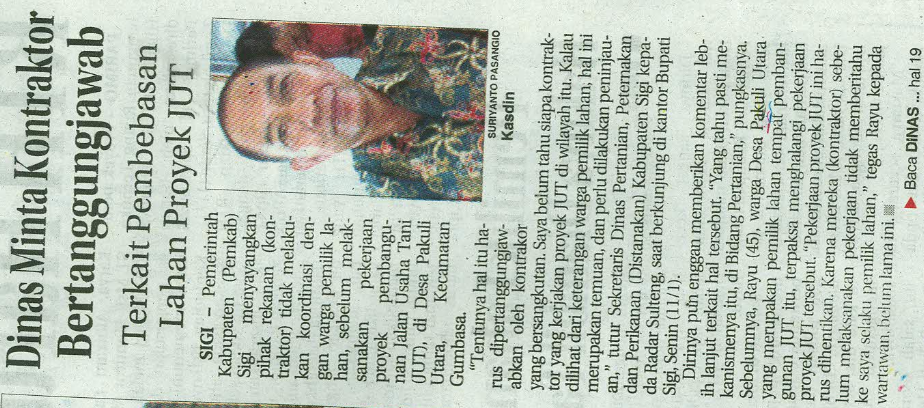 Dinas Minta Kontraktor
Bertanggungjawab
Terkait Pembebasan
Lahan Proyek JUT
SURIYANTO PASANGIO
Kasdin
SIGI – Pemerintah
Kabupaten (Pemkab)
Sigi menyayangkan
pihak rekanan (kon-
traktor) tidak melaku-
kan koordinasi den-
gan warga pemilik la-
han, sebelum melak-
sanakan pekerjaan
proyek pembangu-
nan Jalan Usaha Tani
(JUT), di Desa Pakuli
Utara, Kecamatan
Gumbasa.
"Tentunya hal itu ha-
rus dipertanggungjaw-
abkan oleh kontraktor
yang bersangkutan. Saya belum tahu siapa kontrak-
tor yang kerjakan proyek JUT di wilayah itu. Kalau
dilihat dari keterangan warga pemilik lahan, hal ini
merupakan temuan, dan perlu dilakukan peninjau-
an," tutur Sekretaris Dinas Pertanian, Peternakan
dan Perikanan (Distanakan) Kabupaten Sigi kepa-
da Radar Sulteng, saat berkunjung di kantor Bupati
Sigi, Senin (11/1).
Dirinya pub enggan memberikan komentar leb-
ih lanjut terkait hal tersebut. "Yang tahu pasti me-
kanismenya itu, di Bidang Pertanian," pungkasnya.
Sebelumnya, Rayu (45), warga Desa Pakuli Utara
yang merupakan pemilik lahan tempat pemban-
gunan JUT itu, terpaksa menghalangi pekerjaan
proyek JUT tersebut. "Pekerjaan proyek JUT ini ha-
rus dihentikan. Karena mereka (kontraktor) sebe-
lum melaksanakan pekerjaan tidak memberitahu
ke saya selaku pemilik lahan," tegas Rayu kepada
wartawan, belum lama ini.
Baca DINAS ... hal 19